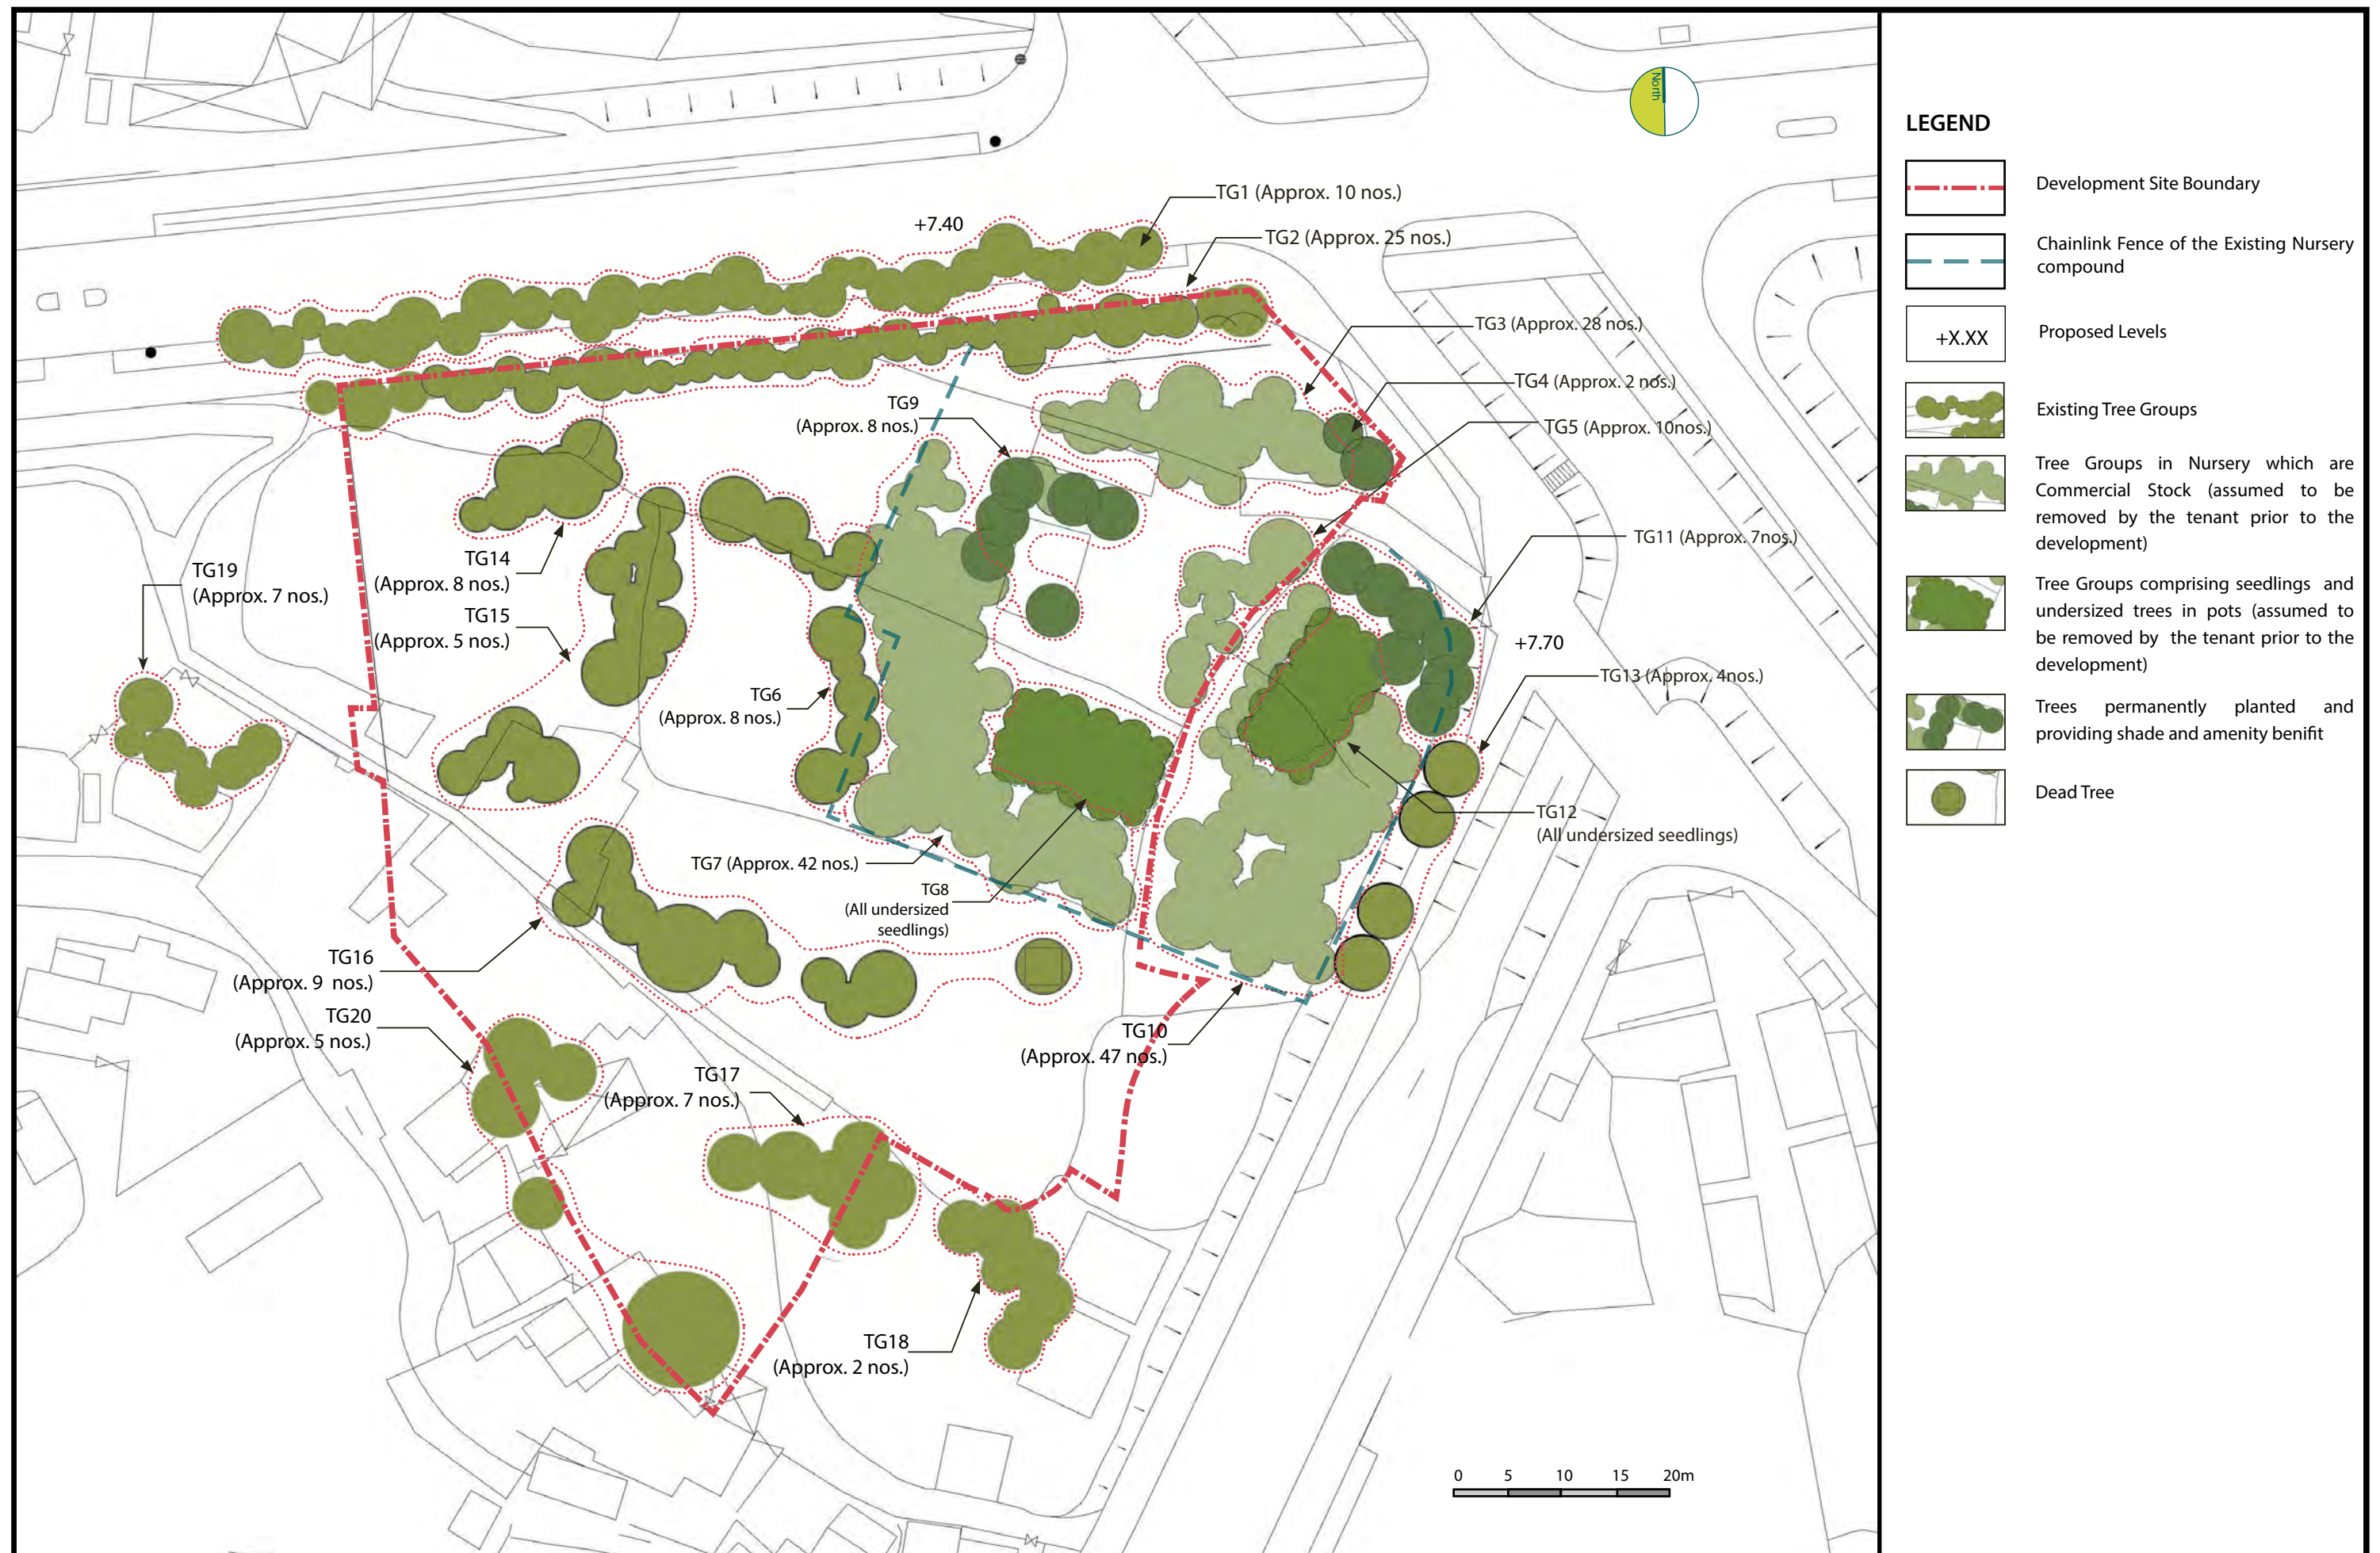 North
TG1 (Approx. 10 nos.)
+7.40
TG2 (Approx. 25 nos.)
TG3 (Approx. 28 nos.)
TG4 (Approx. 2 nos.)
TG9
(Approx. 8 nos.)
TG5 (Approx. 10nos.)
TG11 (Approx. 7nos.)
TG14
(Approx. 8 nos.)
TG19
(Approx. 7 nos.)
TG15
(Approx. 5 nos.)
+7.70
TG13 (Approx. 4nos.)
TG6
(Approx. 8 nos.)
TG12
(All undersized seedlings)
TG7 (Approx. 42 nos.)
TG8
(All undersized
seedlings)
TG16
(Approx. 9 nos.)
TG20
(Approx. 5 nos.)
TG10
(Approx. 47 nos.)
TG17
(Approx. 7 nos.)
TG18
(Approx. 2 nos.)
0 5 10 15 20m
LEGEND
Development Site Boundary
Chainlink Fence of the Existing Nursery
compound
+X.XX
Proposed Levels
Existing Tree Groups
Tree Groups in Nursery which are
Commercial Stock (assumed to be
removed by the tenant prior to the
development)
Tree Groups comprising seedlings and
undersized trees in pots (assumed to
be removed by the tenant prior to the
development)
Trees permanently planted and
providing shade and amenity benifit
Dead Tree